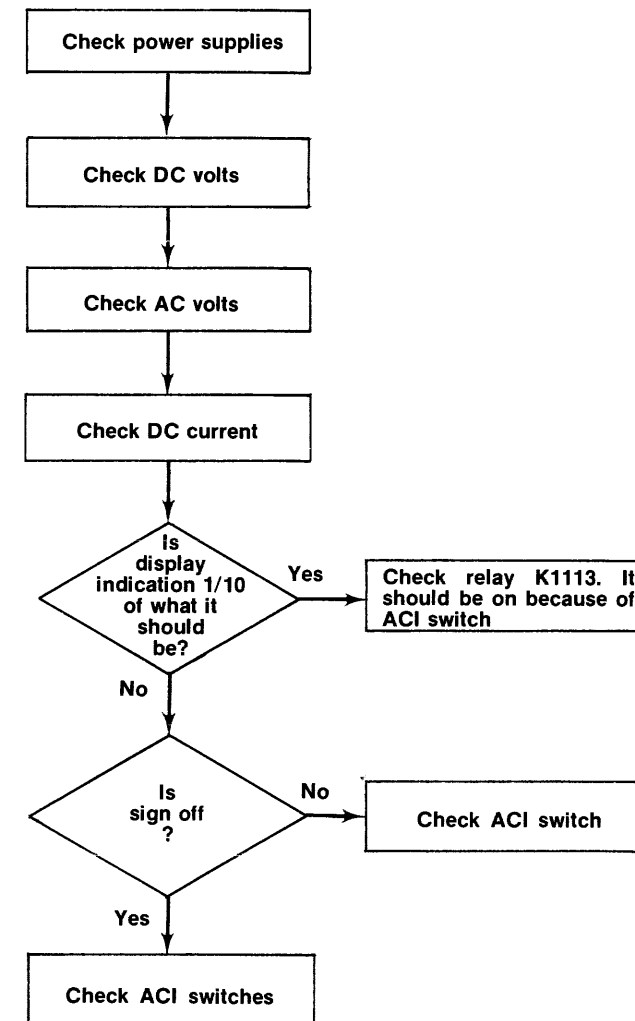 Check power supplies
Check DC volts
Check AC volts
Check DC current
Is
display
indication 1/10
of what it
should
be?
Yes
Check relay K1113. It
should be on because of
ACI switch
No
Is
sign off
?
No
Check ACI switch
Yes
Check ACI switches